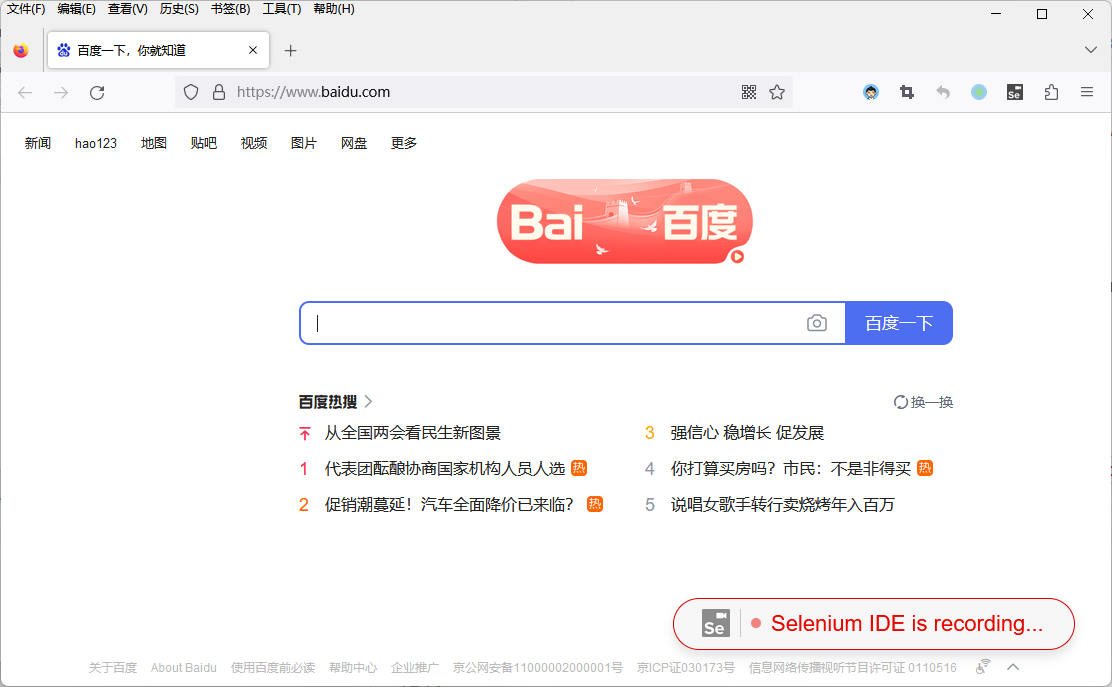 文件(F) 编辑(E) 查看(V) 历史(S) 书签(B) 工具(T) 帮助(H)
百度一下，你就知道
https://www.baidu.com
Se
新闻 hao123 地图 贴吧 视频 图片 网盘 更多
Bai 百度
百度一下
百度热搜
换一换
从全国两会看民生新图景
1 代表团酝酿协商国家机构人员人选 热
2 促销潮蔓延！汽车全面降价已来临？ 热
3 强信心 稳增长 促发展
4 你打算买房吗？市民：不是非得买 热
5 说唱女歌手转行卖烧烤年入百万
Se Selenium IDE is recording...
关于百度 About Baidu 使用百度前必读 帮助中心 企业推广 京公网安备11000002000001号 京ICP证030173号 信息网络传播视听节目许可证 0110516